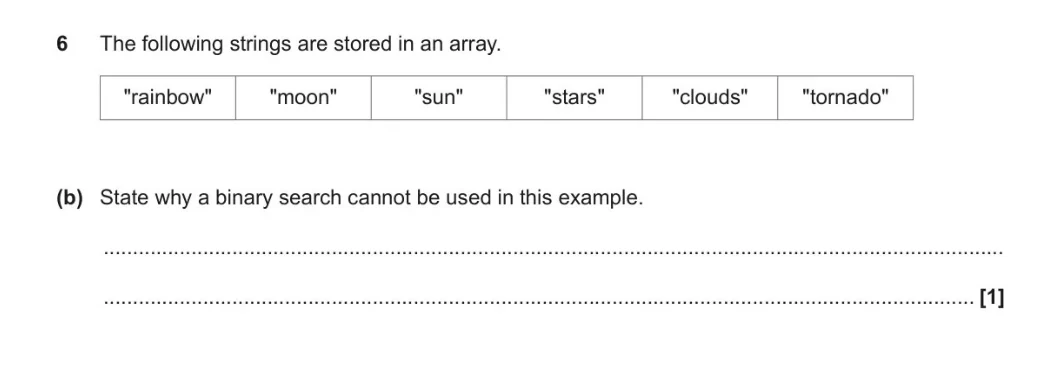 6 The following strings are stored in an array.
"rainbow" "moon" "sun" "stars" "clouds" "tornado"
(b) State why a binary search cannot be used in this example.
...................................................................................................................................................
.............................................................................................................................................. [1]